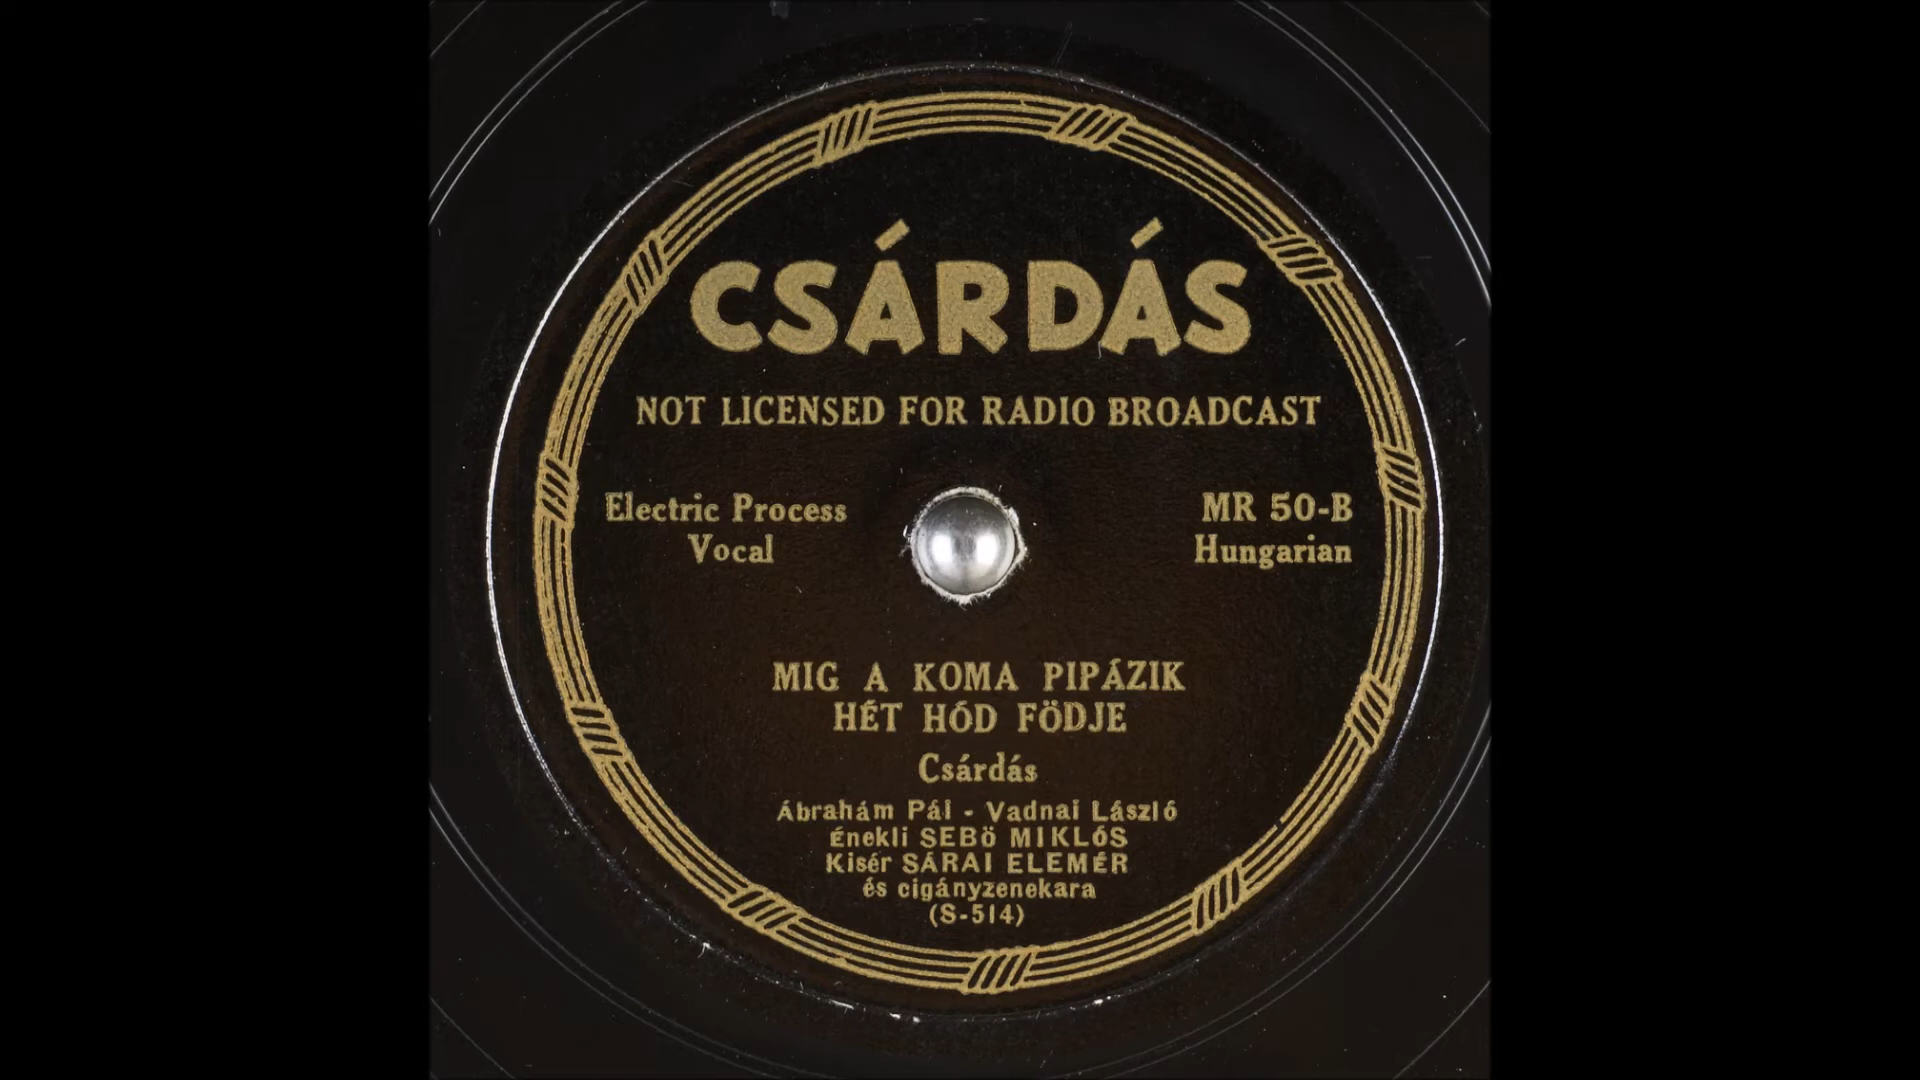 CSÁRDÁS
NOT LICENSED FOR RADIO BROADCAST
Electric Process
Vocal
MR 50-B
Hungarian
MIG A KOMA PIPÁZIK
HÉT HÓD FÖDJE
Csárdás
Ábrahám Pál - Vadnai László
Énekli SEBÖ MIKLÓS
Kisér SÁRAI ELEMÉR
és cigányzenekara
(S-514)